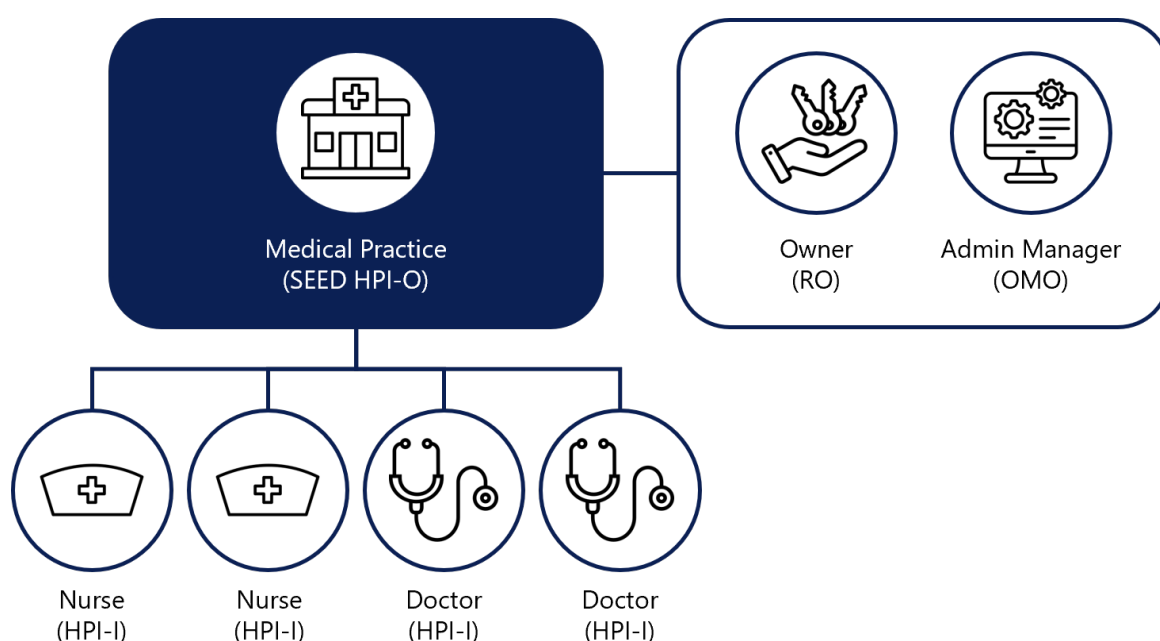 Medical Practice
(SEED HPI-O)
Owner
(RO)
Admin Manager
(OMO)
Nurse
(HPI-I)
Nurse
(HPI-I)
Doctor
(HPI-I)
Doctor
(HPI-I)